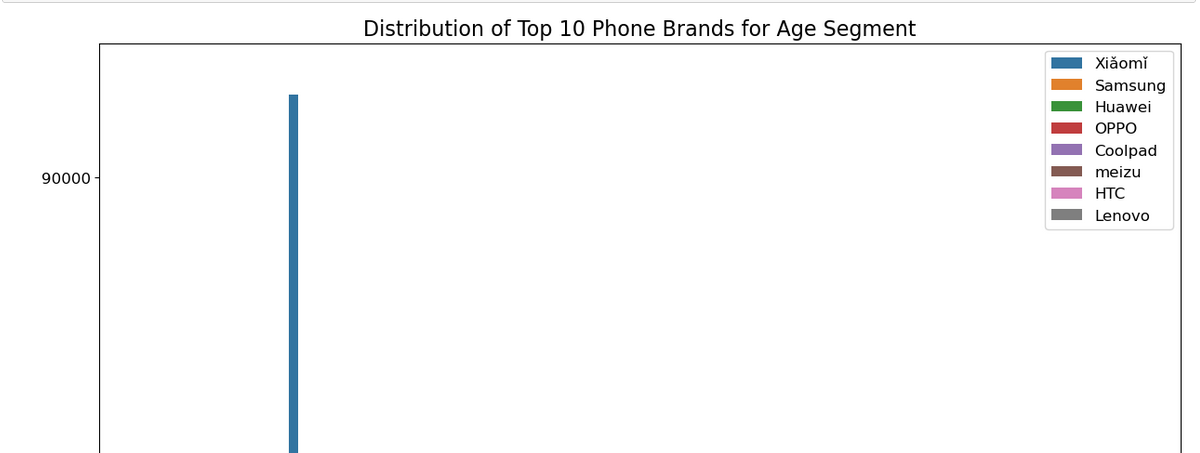 Distribution of Top 10 Phone Brands for Age Segment
Xiǎomǐ
Samsung
Huawei
OPPO
Coolpad
meizu
HTC
Lenovo
90000